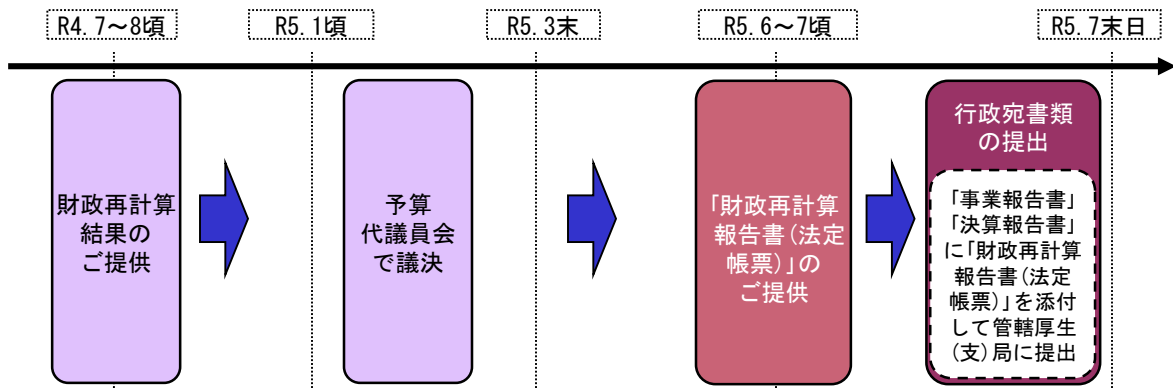 R4.7～8頃
R5.1頃
R5.3末
R5.6～7頃
R5.7末日
財政再計算
結果の
ご提供
予算
代議員会
で議決
「財政再計算
報告書(法定
帳票)」の
ご提供
行政宛書類
の提出
「事業報告書」
「決算報告書」
に「財政再計算
報告書(法定
帳票)」を添付
して管轄厚生
(支)局に提出